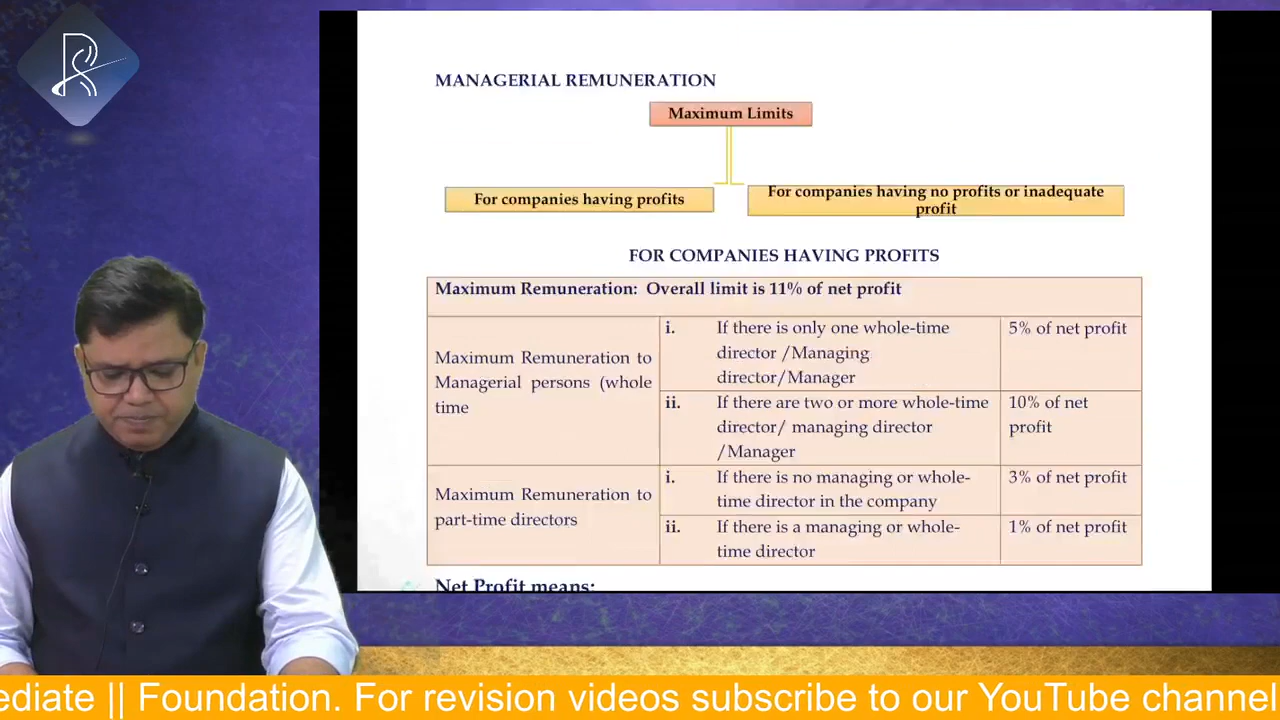 MANAGERIAL REMUNERATION
Maximum Limits
For companies having profits
For companies having no profits or inadequate
profit
FOR COMPANIES HAVING PROFITS
Maximum Remuneration: Overall limit is 11% of net profit
Maximum Remuneration to
Managerial persons (whole
time
i. If there is only one whole-time
director /Managing
director/Manager
5% of net profit
ii. If there are two or more whole-time
director/ managing director
/Manager
10% of net
profit
Maximum Remuneration to
part-time directors
i. If there is no managing or whole-
time director in the company
3% of net profit
ii. If there is a managing or whole-
time director
1% of net profit
Net Profit means:
ediate || Foundation. For revision videos subscribe to our YouTube channel